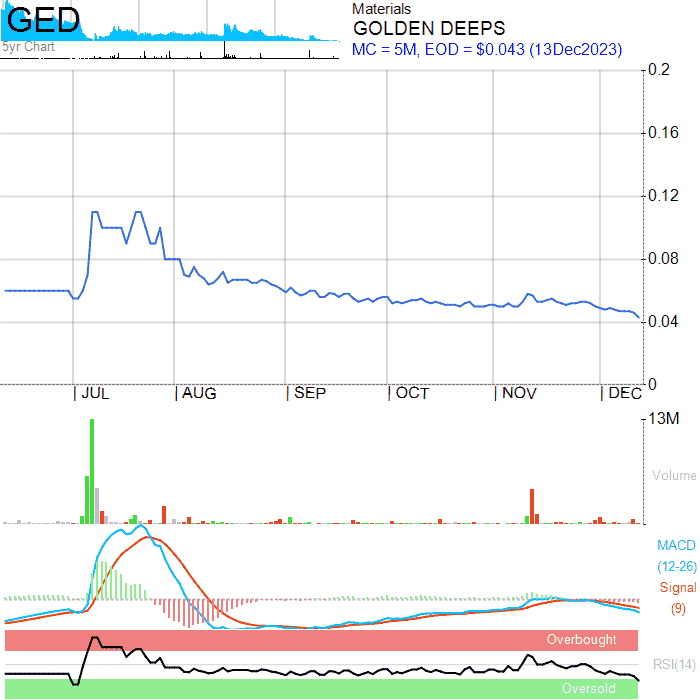 GED
5yr Chart
Materials
GOLDEN DEEPS
MC = 5M, EOD = $0.043 (13Dec2023)
0.2
0.16
0.12
0.08
0.04
0
JUL AUG SEP OCT NOV DEC
13M
Volume
MACD
(12-26)
Signal
(9)
Overbought
RSI(14)
Oversold